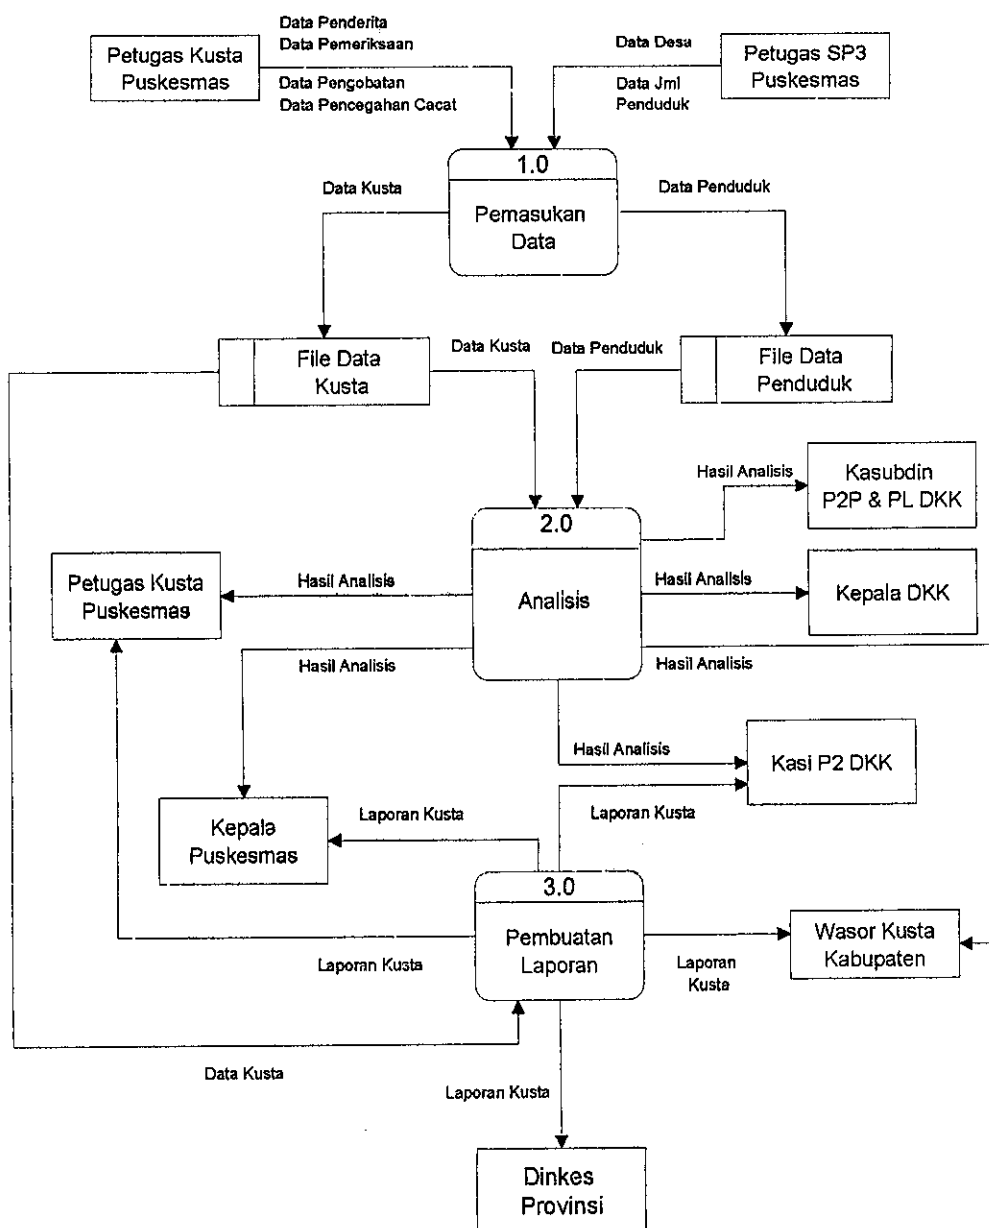 Data Penderita
Data Pemeriksaan
Petugas Kusta
Puskesmas
Data Pengobatan
Data Pencegahan Cacat
Data Desa
Data Jml
Penduduk
Petugas SP3
Puskesmas
1.0
Pemasukan
Data
Data Kusta
Data Penduduk
File Data
Kusta
Data Kusta
Data Penduduk
File Data
Penduduk
Hasil Analisis
Kasubdin
P2P & PL DKK
2.0
Analisis
Petugas Kusta
Puskesmas
Hasil Analisis
Hasil Analisis
Kepala DKK
Hasil Analisis
Hasil Analisis
Hasil Analisis
Kasi P2 DKK
Kepala
Puskesmas
Laporan Kusta
Laporan Kusta
3.0
Pembuatan
Laporan
Laporan Kusta
Laporan
Kusta
Wasor Kusta
Kabupaten
Data Kusta
Laporan Kusta
Dinkes
Provinsi